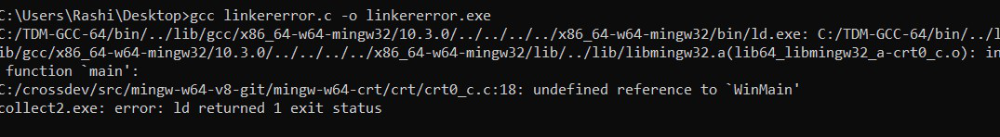 C:\Users\Rashi\Desktop>gcc linkererror.c -o linkererror.exe
C:/TDM-GCC-64/bin/../lib/gcc/x86_64-w64-mingw32/10.3.0/../../../../x86_64-w64-mingw32/bin/ld.exe: C:/TDM-GCC-64/bin/../l
ib/gcc/x86_64-w64-mingw32/10.3.0/../../../../x86_64-w64-mingw32/lib/../lib/libmingw32.a(lib64_libmingw32_a-crt0_c.o): in
 function `main':
C:/crossdev/src/mingw-w64-v8-git/mingw-w64-crt/crt/crt0_c.c:18: undefined reference to `WinMain'
collect2.exe: error: ld returned 1 exit status